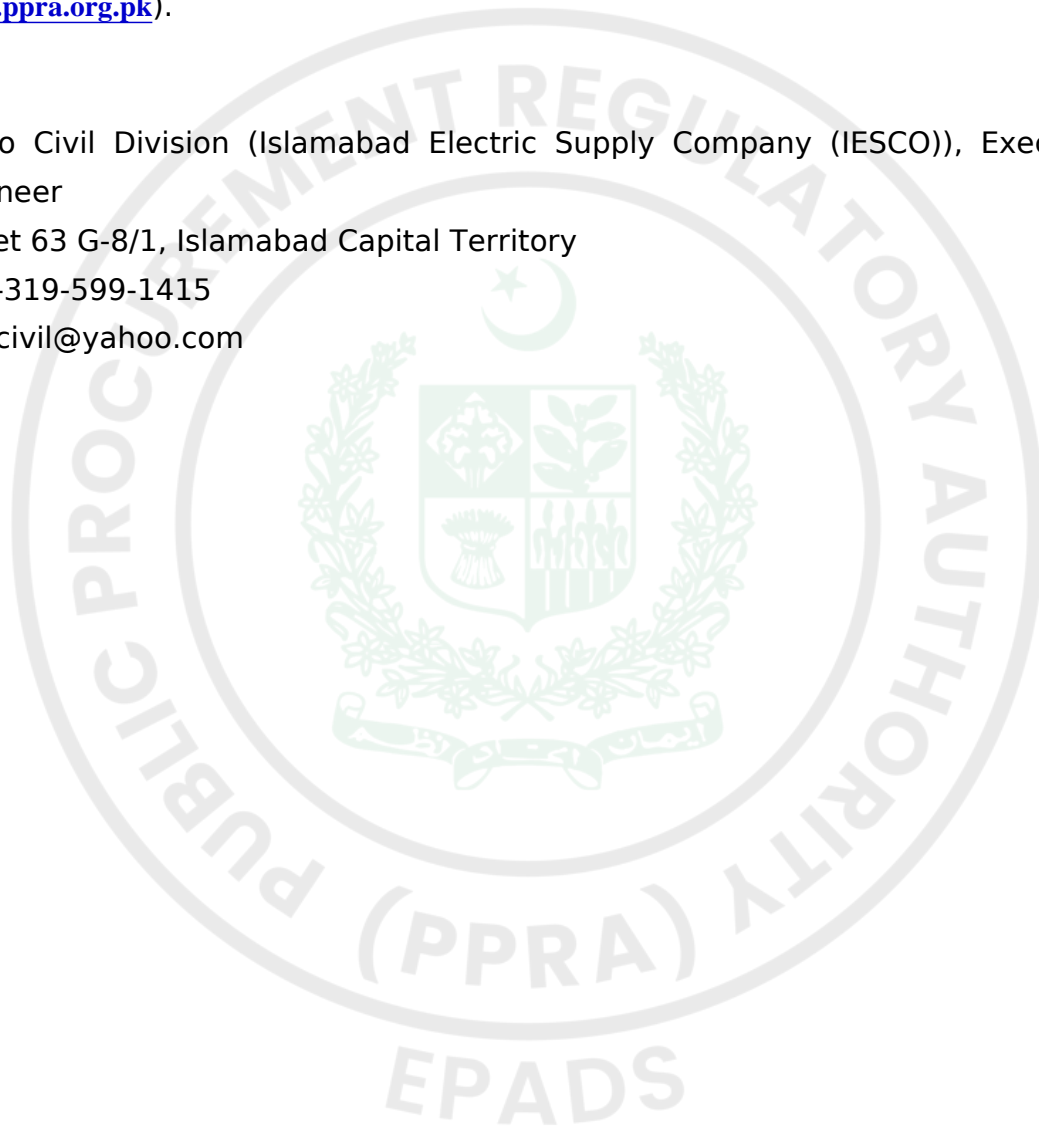 .ppra.org.pk).
o Civil Division (Islamabad Electric Supply Company (IESCO)), Exec
neer
et 63 G-8/1, Islamabad Capital Territory
-319-599-1415
civil@yahoo.com
PUBLIC PROCUREMENT REGULATORY AUTHORITY
(PPRA)
EPADS